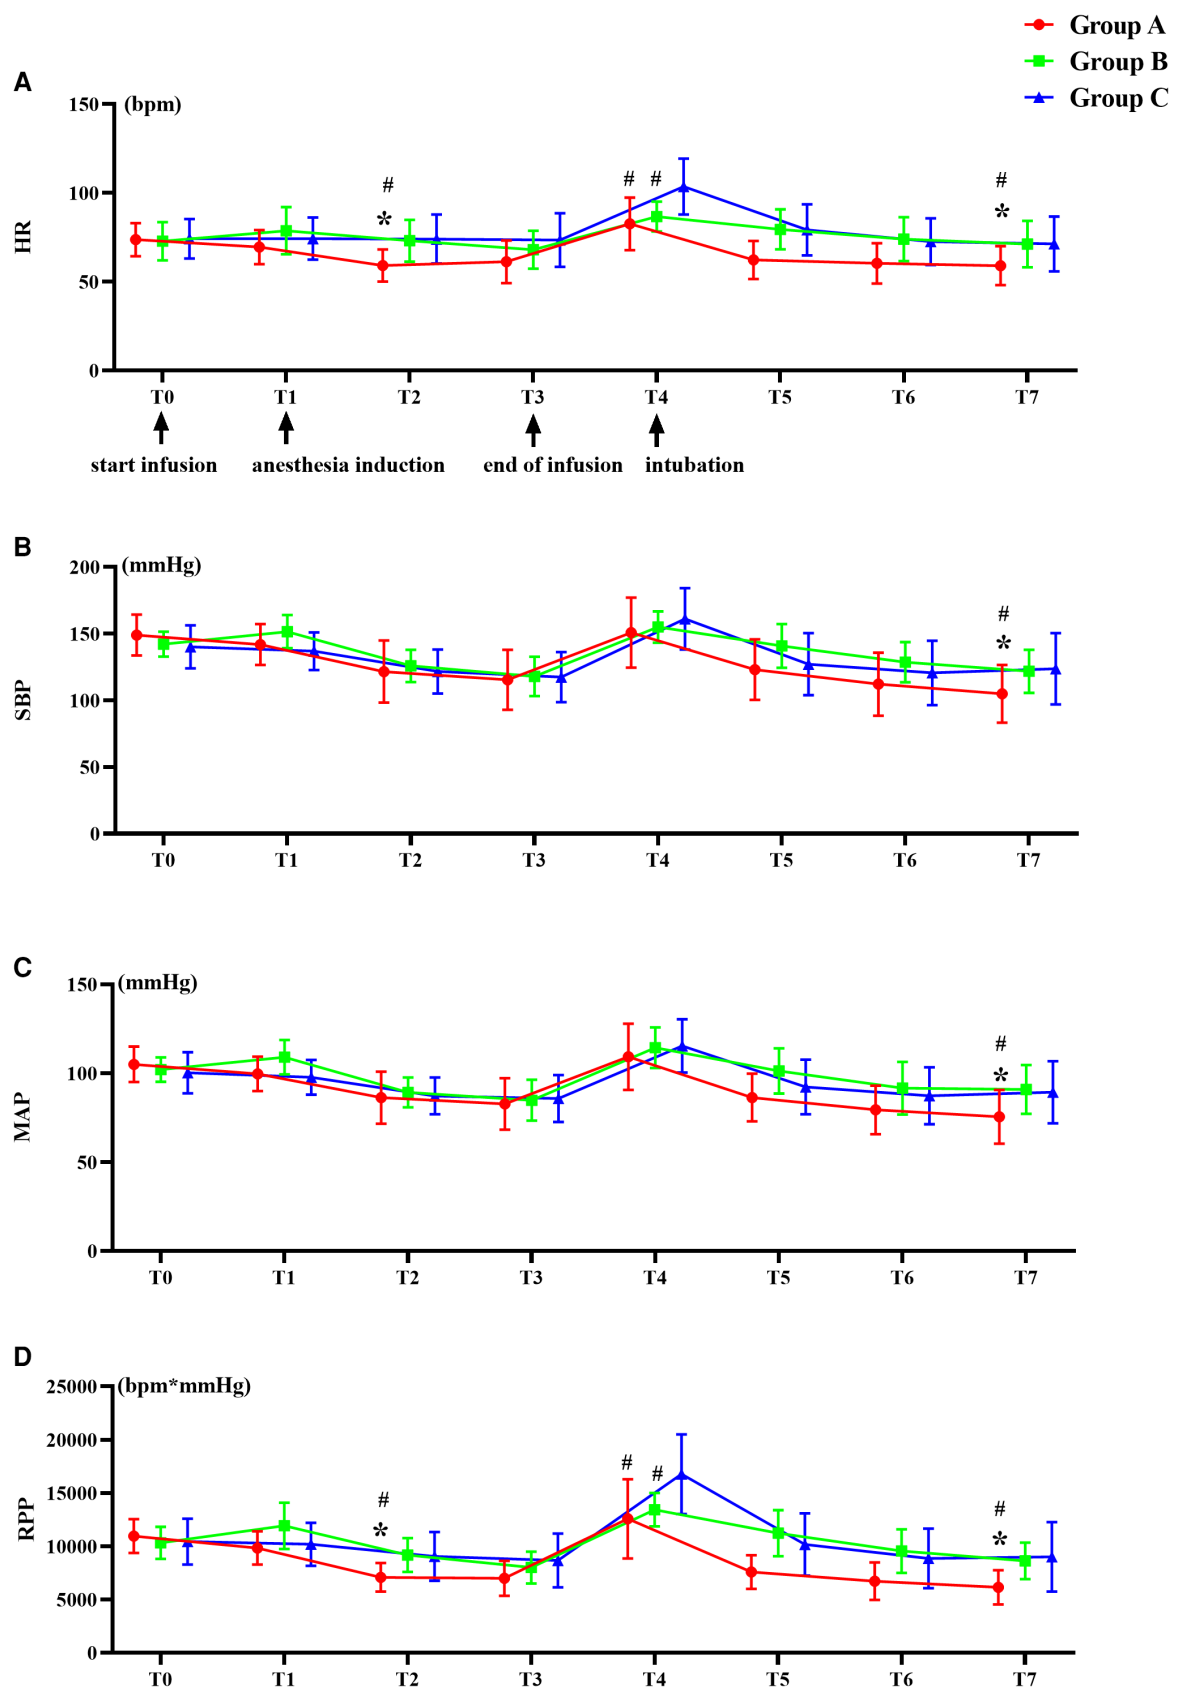 Group A
Group B
Group C
A
(bpm)
HR
150
100
50
0
#
*
# #
#
*
T0 T1 T2 T3 T4 T5 T6 T7
start infusion anesthesia induction end of infusion intubation
B
(mmHg)
SBP
200
150
100
50
0
#
*
T0 T1 T2 T3 T4 T5 T6 T7
C
(mmHg)
MAP
150
100
50
0
#
*
T0 T1 T2 T3 T4 T5 T6 T7
D
(bpm*mmHg)
RPP
25000
20000
15000
10000
5000
0
#
*
# #
#
*
T0 T1 T2 T3 T4 T5 T6 T7